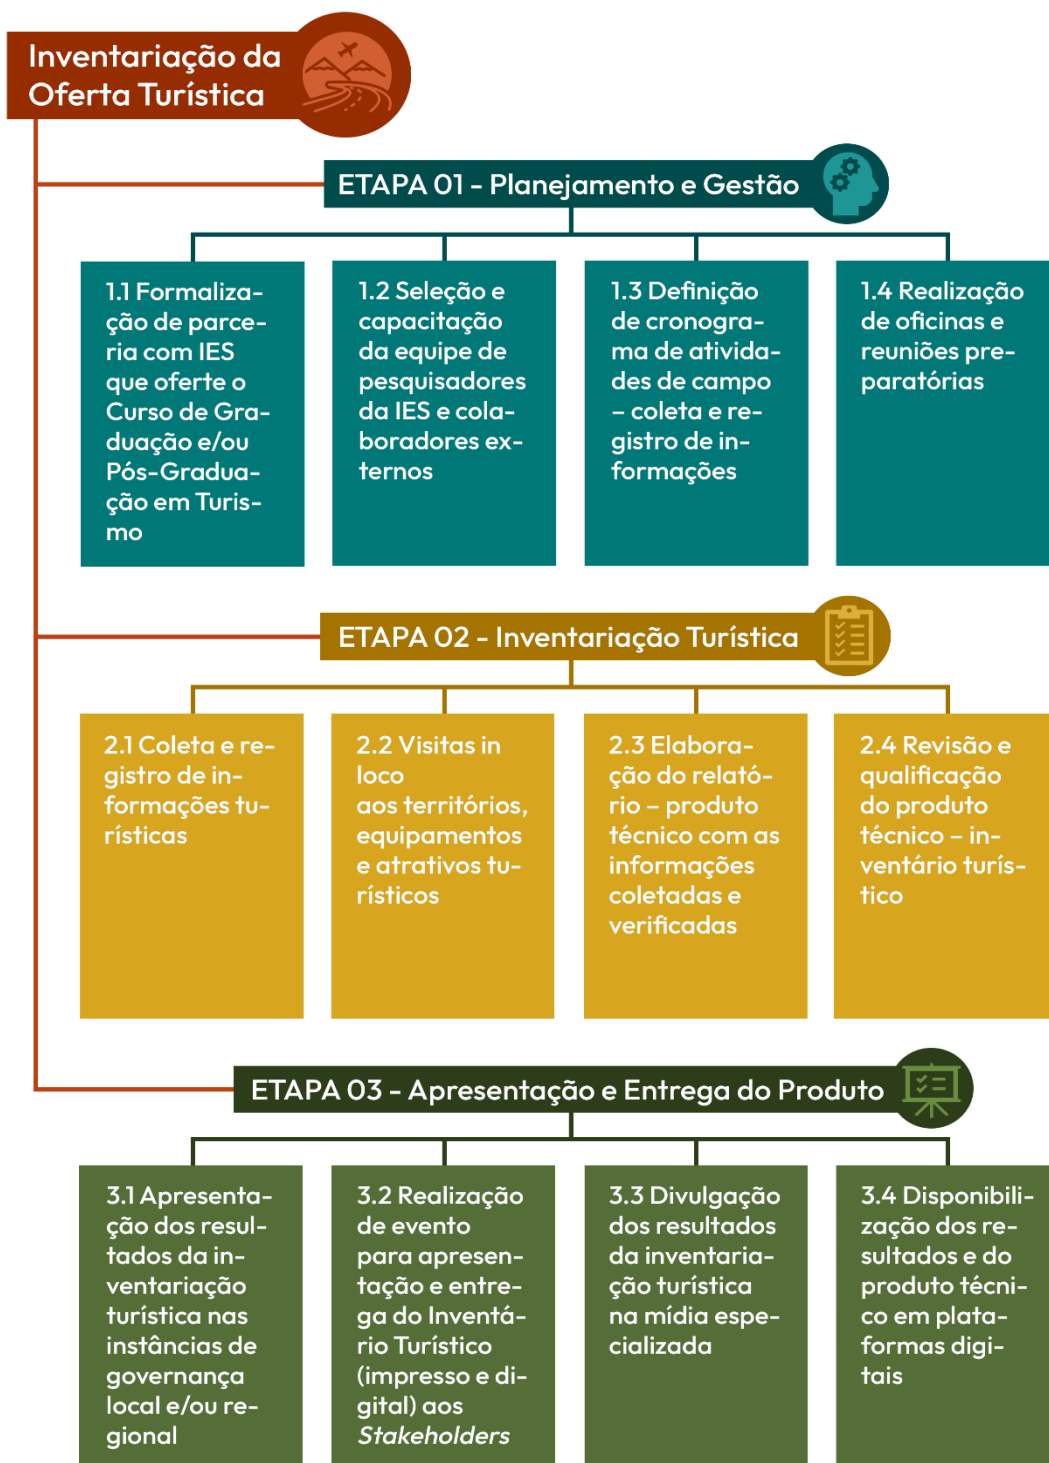 Inventariação da
Oferta Turística
ETAPA 01 - Planejamento e Gestão
1.1 Formaliza-
ção de parce-
ria com IES
que oferte o
Curso de Gra-
duação e/ou
Pós-Gradua-
ção em Turis-
mo
1.2 Seleção e
capacitação
da equipe de
pesquisadores
da IES e cola-
boradores ex-
ternos
1.3 Definição
de cronogra-
ma de ativida-
des de campo
– coleta e re-
gistro de in-
formações
1.4 Realização
de oficinas e
reuniões pre-
paratórias
ETAPA 02 - Inventariação Turística
2.1 Coleta e re-
gistro de in-
formações tu-
rísticas
2.2 Visitas in
loco
aos territórios,
equipamentos
e atrativos tu-
rísticos
2.3 Elabora-
ção do relató-
rio – produto
técnico com as
informações
coletadas e
verificadas
2.4 Revisão e
qualificação
do produto
técnico – in-
ventário turís-
tico
ETAPA 03 - Apresentação e Entrega do Produto
3.1 Apresenta-
ção dos resul-
tados da in-
ventariação
turística nas
instâncias de
governança
local e/ou re-
gional
3.2 Realização
de evento
para apresen-
tação e entre-
ga do Inventá-
rio Turístico
(impresso e di-
gital) aos
Stakeholders
3.3 Divulgação
dos resultados
da inventaria-
ção turística
na mídia espe-
cializada
3.4 Disponibili-
zação dos re-
sultados e do
produto técni-
co em plata-
formas digi-
tais